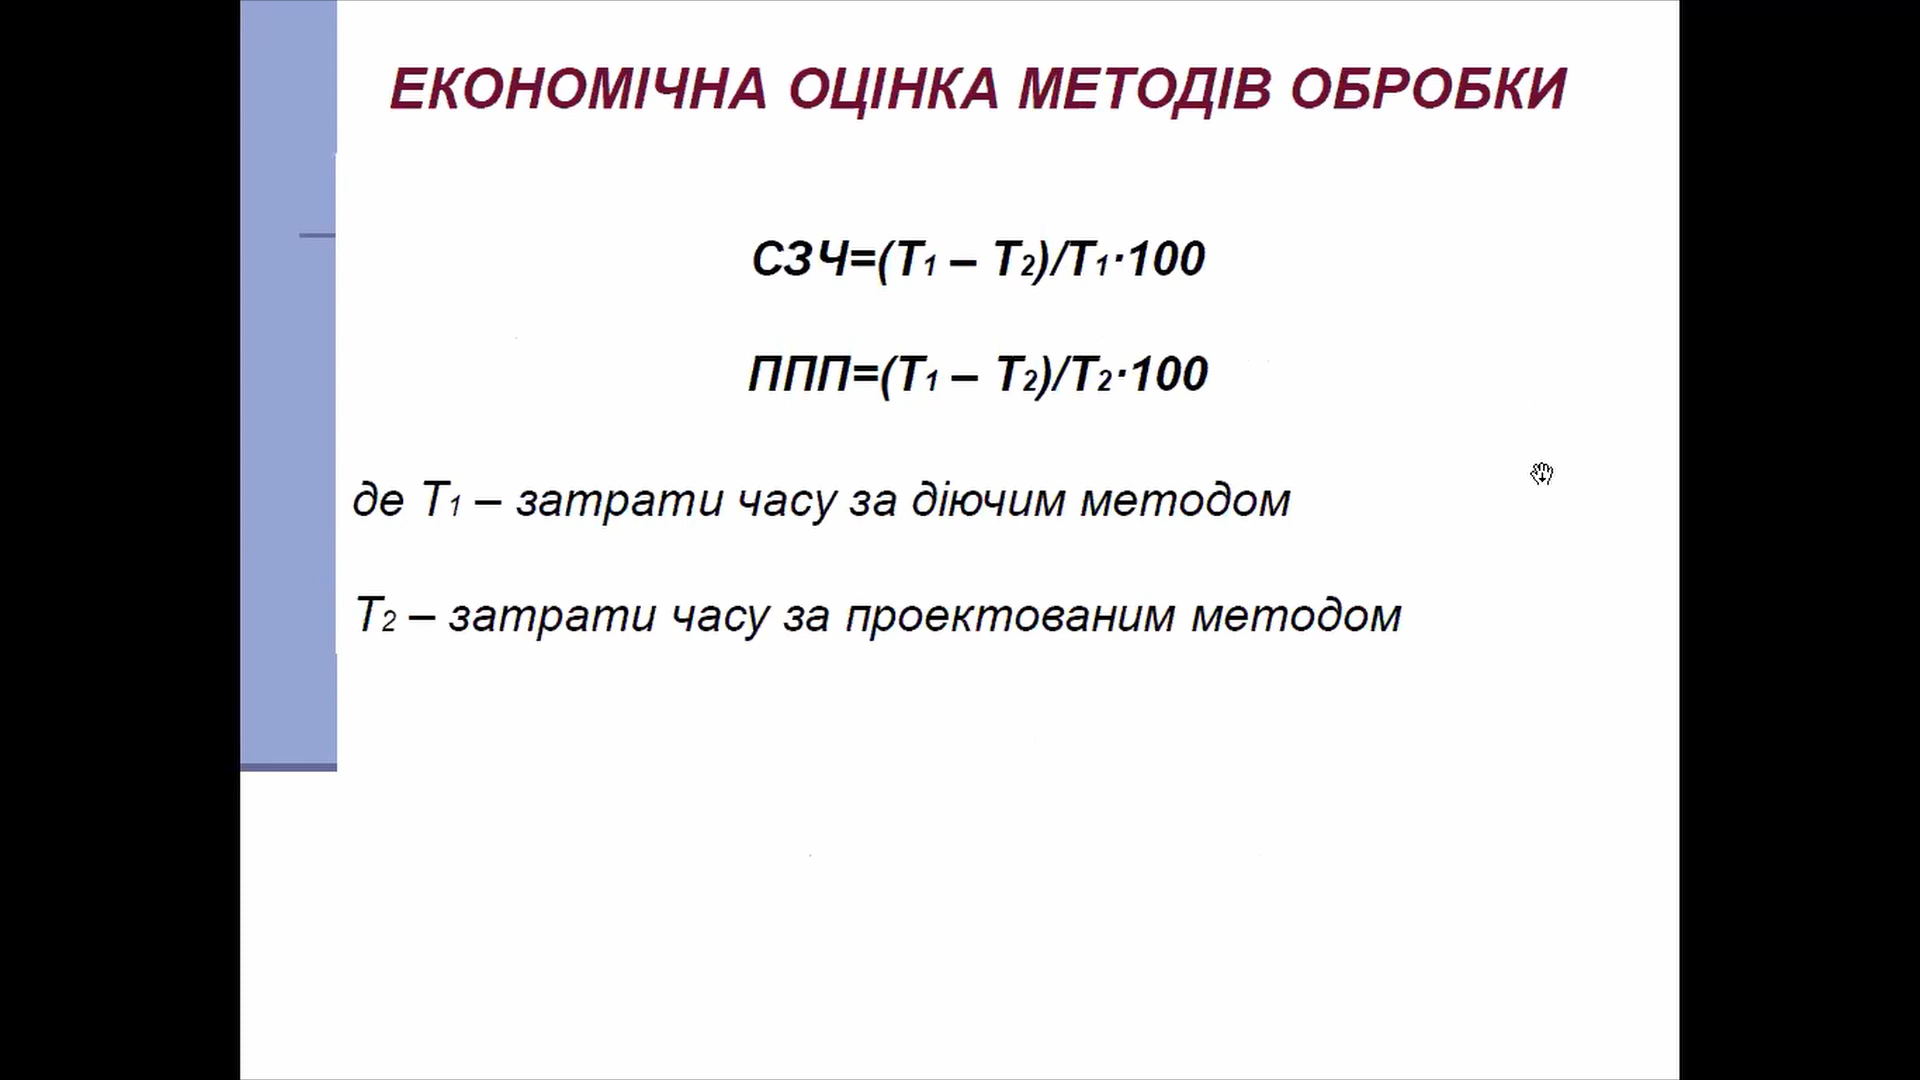 ЕКОНОМІЧНА ОЦІНКА МЕТОДІВ ОБРОБКИ
СЗЧ=(Т₁ – Т₂)/Т₁·100
ППП=(Т₁ – Т₂)/Т₂·100
де Т₁ – затрати часу за діючим методом
Т₂ – затрати часу за проектованим методом